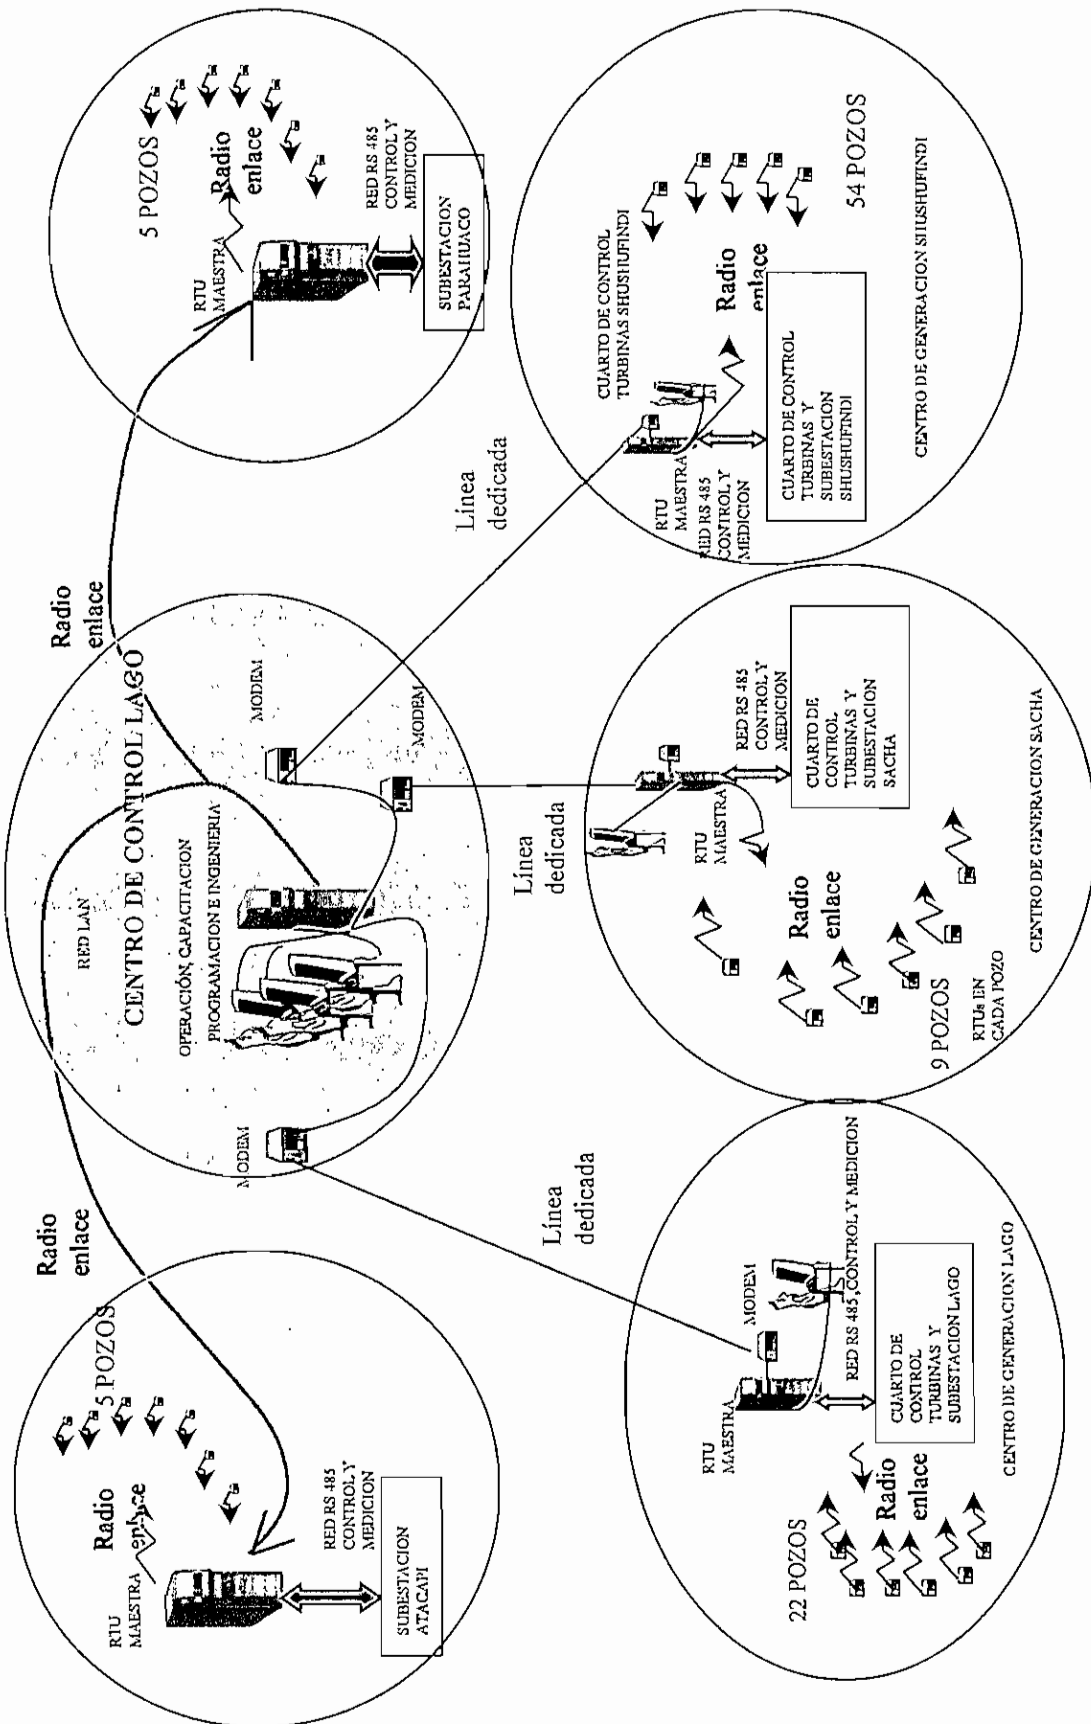 Radio
enlace
5 POZOS
Radio
enlace
RTU
MAESTRA
RED RS 485
CONTROL Y
MEDICION
SUBESTACION
ATACAPI
CENTRO DE CONTROL LAGO
RED LAN
OPERACIÓN, CAPACITACION
PROGRAMACION E INGENIERIA
MODEM
MODEM
MODEM
Radio
enlace
5 POZOS
Radio
enlace
RTU
MAESTRA
RED RS 485
CONTROL Y
MEDICION
SUBESTACION
PARAHUACO
Línea
dedicada
Línea
dedicada
Línea
dedicada
RTU
MAESTRA
MODEM
RED RS 485, CONTROL Y MEDICION
22 POZOS
Radio
enlace
CUARTO DE
CONTROL
TURBINAS Y
SUBESTACION LAGO
CENTRO DE GENERACION LAGO
RTU
MAESTRA
RED RS 485
CONTROL Y
MEDICION
Radio
enlace
9 POZOS
RTUs EN
CADA POZO
CUARTO DE
CONTROL
TURBINAS Y
SUBESTACION
SACHA
CENTRO DE GENERACION SACHA
CUARTO DE CONTROL
TURBINAS SHUSHUFINDI
RTU
MAESTRA
RED RS 485
CONTROL Y
MEDICION
Radio
enlace
54 POZOS
CUARTO DE CONTROL
TURBINAS Y
SUBESTACION
SHUSHUFINDI
CENTRO DE GENERACION SHUSHUFINDI